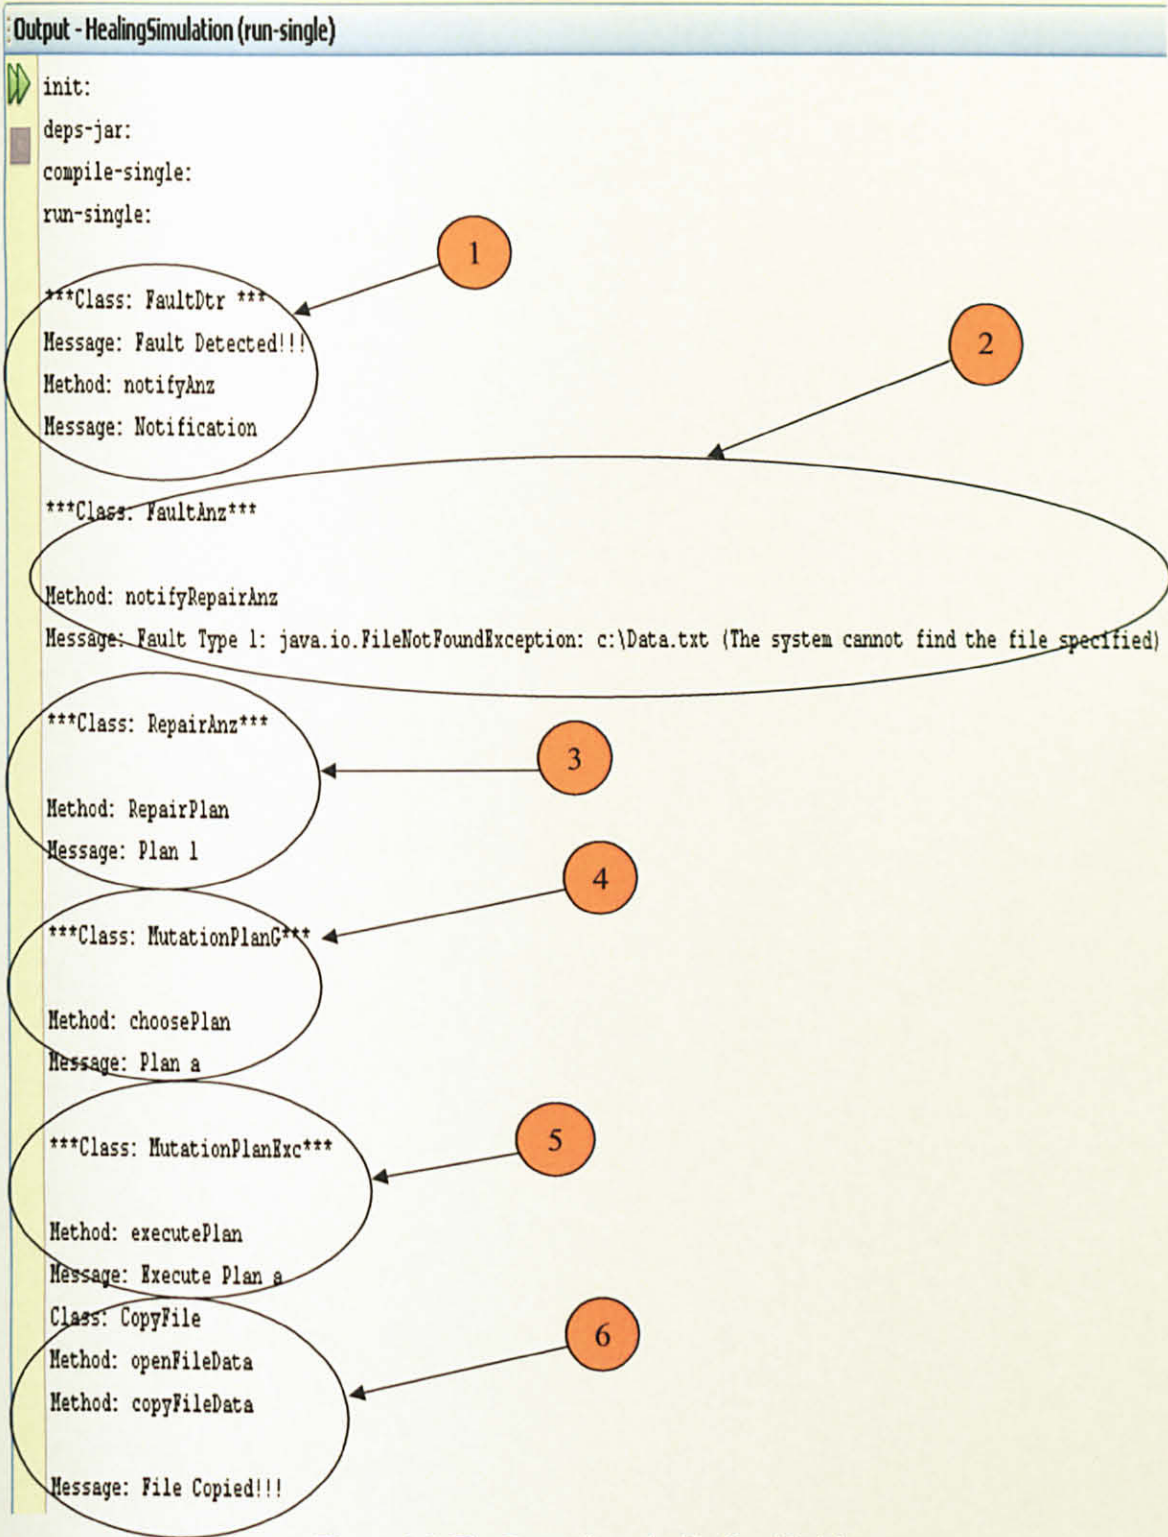 Output - HealingSimulation (run-single)
init:
deps-jar:
compile-single:
run-single:
1
***Class: FaultDtr ***
Message: Fault Detected!!!
Method: notifyAnz
Message: Notification
2
***Class: FaultAnz***
Method: notifyRepairAnz
Message: Fault Type 1: java.io.FileNotFoundException: c:\Data.txt (The system cannot find the file specified)
***Class: RepairAnz***
3
Method: RepairPlan
Message: Plan 1
4
***Class: MutationPlanG***
Method: choosePlan
Message: Plan a
5
***Class: MutationPlanExc***
Method: executePlan
Message: Execute Plan a
Class: CopyFile
6
Method: openFileData
Method: copyFileData
Message: File Copied!!!